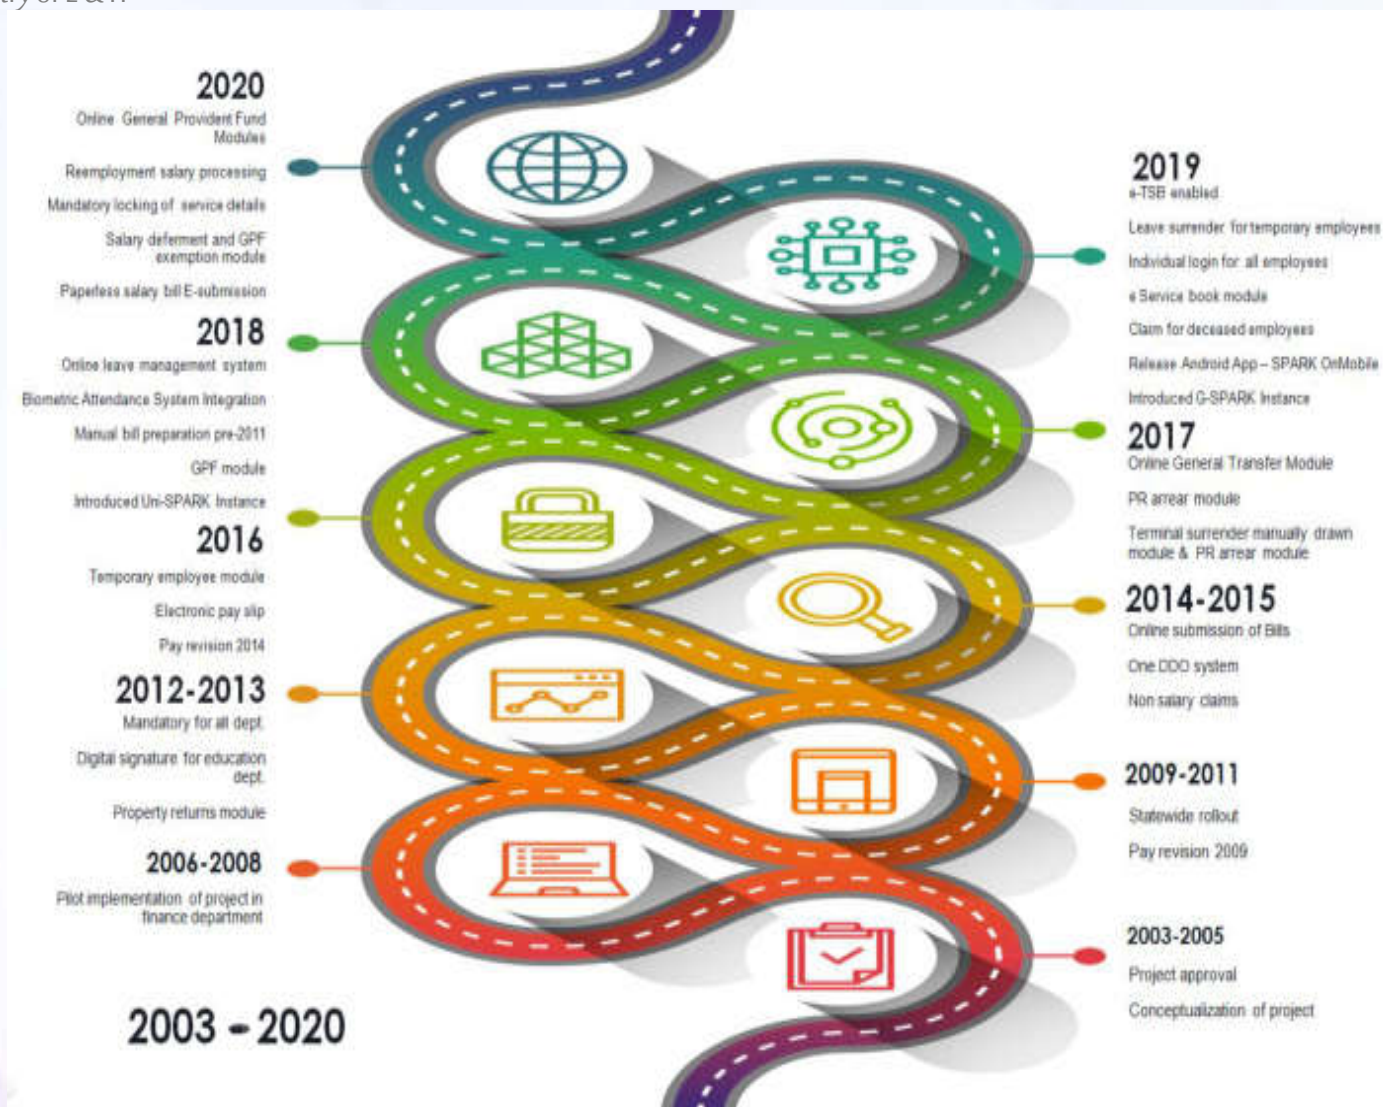 2020
Online General Provident Fund
Modules
Reemployment salary processing
Mandatory locking of service details
Salary deferment and GPF
exemption module
Paperless salary bill E-submission
2018
Online leave management system
Biometric Attendance System Integration
Manual bill preparation pre-2011
GPF module
Introduced Uni-SPARK Instance
2016
Temporary employee module
Electronic pay slip
Pay revision 2014
2012-2013
Mandatory for all dept.
Digital signature for education
dept.
Property returns module
2006-2008
Pilot implementation of project in
finance department
2003 - 2020
2019
e-TSB enabled
Leave surrender for temporary employees
Individual login for all employees
e Service book module
Claim for deceased employees
Release Android App – SPARK OnMobile
Introduced G-SPARK Instance
2017
Online General Transfer Module
PR arrear module
Terminal surrender manually drawn
module & PR arrear module
2014-2015
Online submission of Bills
One DDO system
Non salary claims
2009-2011
Statewide rollout
Pay revision 2009
2003-2005
Project approval
Conceptualization of project